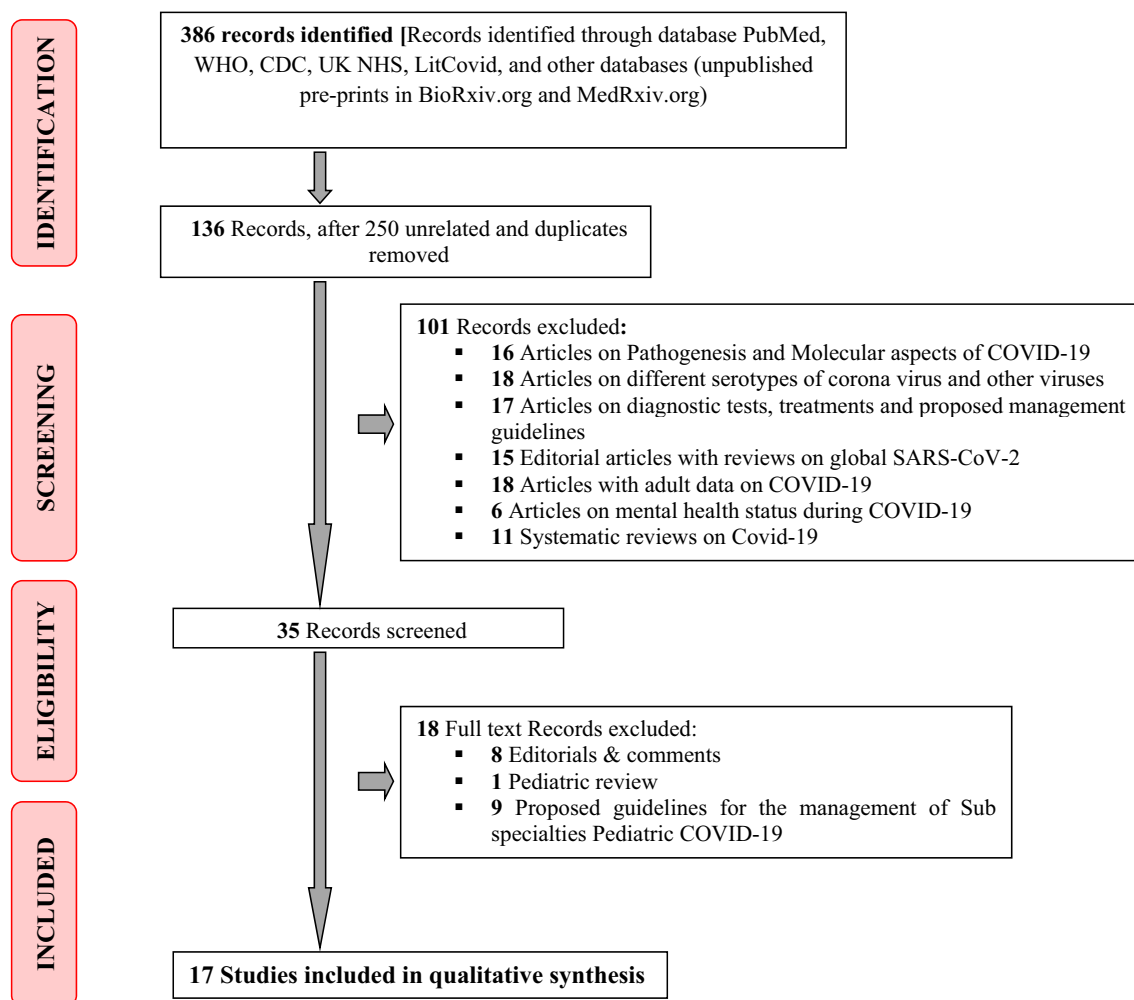 IDENTIFICATION
386 records identified [Records identified through database PubMed,
WHO, CDC, UK NHS, LitCovid, and other databases (unpublished
pre-prints in BioRxiv.org and MedRxiv.org)
136 Records, after 250 unrelated and duplicates
removed
SCREENING
101 Records excluded:
▪ 16 Articles on Pathogenesis and Molecular aspects of COVID-19
▪ 18 Articles on different serotypes of corona virus and other viruses
▪ 17 Articles on diagnostic tests, treatments and proposed management
guidelines
▪ 15 Editorial articles with reviews on global SARS-CoV-2
▪ 18 Articles with adult data on COVID-19
▪ 6 Articles on mental health status during COVID-19
▪ 11 Systematic reviews on Covid-19
ELIGIBILITY
35 Records screened
18 Full text Records excluded:
▪ 8 Editorials & comments
▪ 1 Pediatric review
▪ 9 Proposed guidelines for the management of Sub
specialties Pediatric COVID-19
INCLUDED
17 Studies included in qualitative synthesis